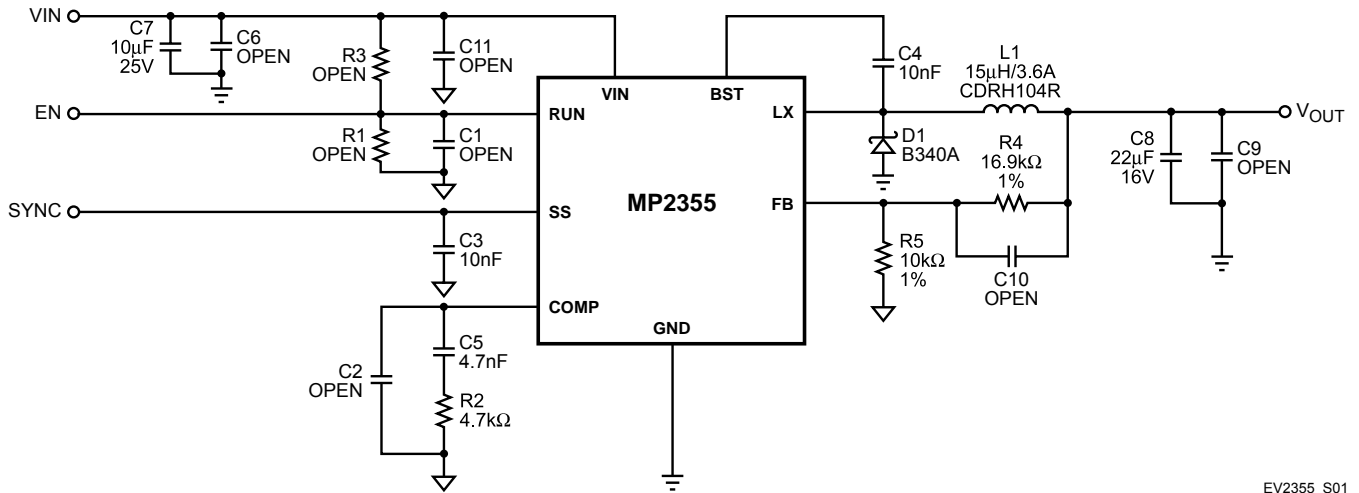 VIN
C7
10μF
25V
C6
OPEN
R3
OPEN
C11
OPEN
C4
10nF
L1
15μH/3.6A
CDRH104R
VIN
BST
EN
RUN
LX
VOUT
R1
OPEN
C1
OPEN
D1
B340A
R4
16.9kΩ
1%
C8
22μF
16V
C9
OPEN
SYNC
SS
MP2355
FB
C3
10nF
R5
10kΩ
1%
C10
OPEN
COMP
GND
C2
OPEN
C5
4.7nF
R2
4.7kΩ
EV2355_S01